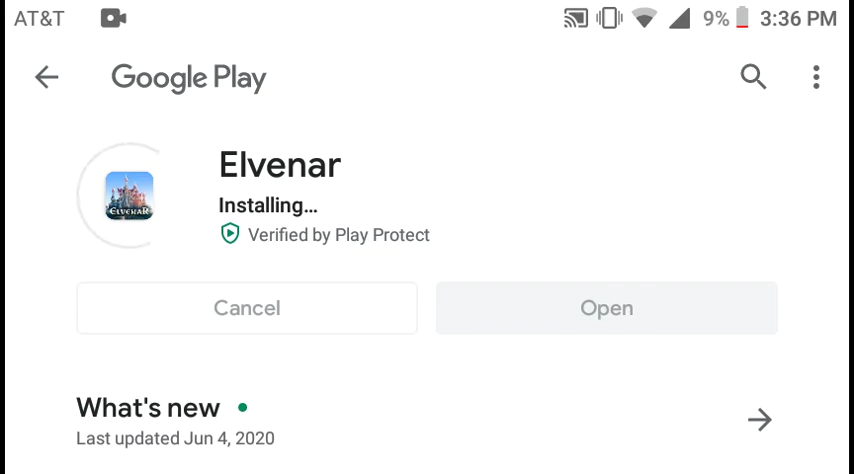 AT&T 9% 3:36 PM
Google Play
Elvenar
ELVENAR
Installing...
Verified by Play Protect
Cancel Open
What's new
Last updated Jun 4, 2020